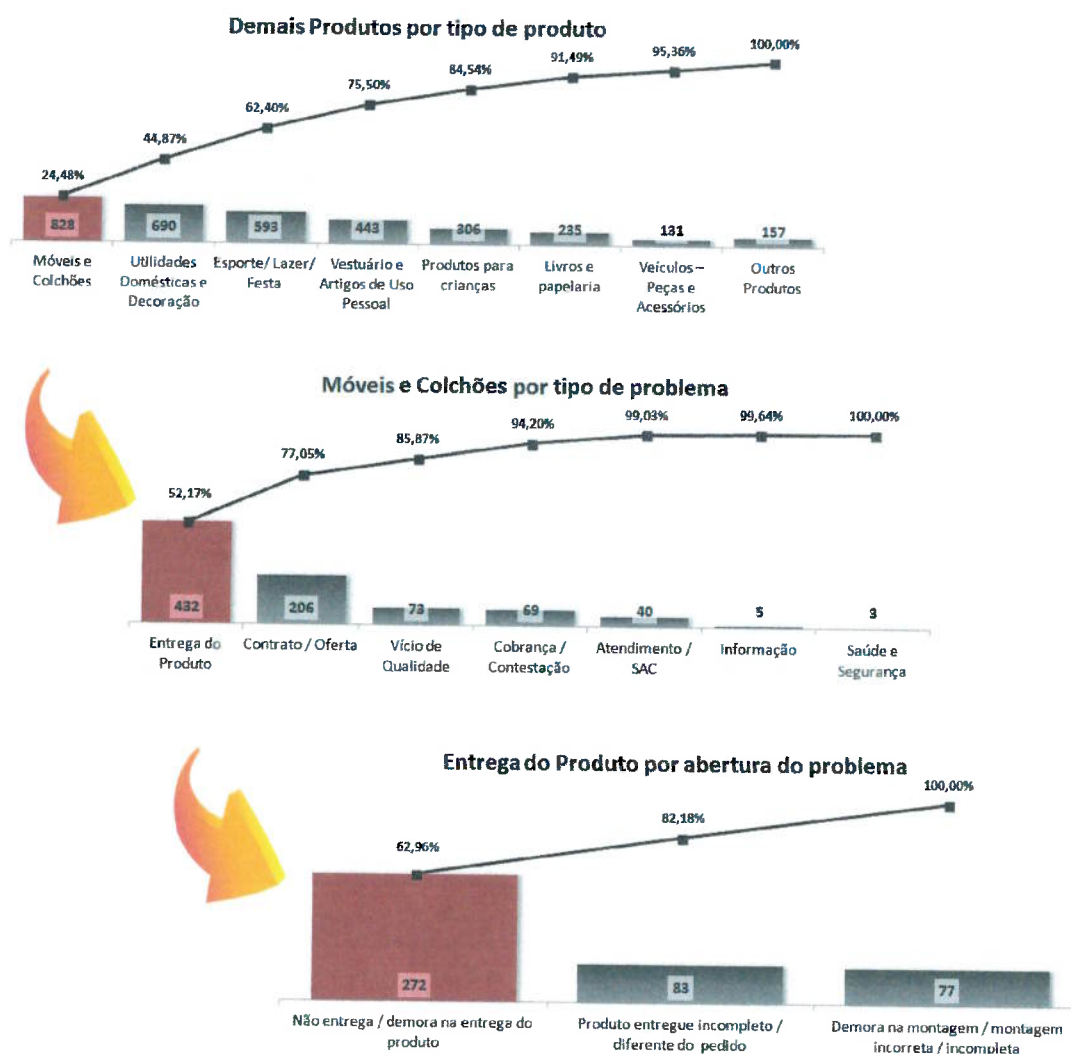 Demais Produtos por tipo de produto
24,48%
44,87%
62,40%
75,50%
84,54%
91,49%
95,36%
100,00%
828
690
593
443
306
235
131
157
Móveis e
Colchões
Utilidades
Domésticas e
Decoração
Esporte/ Lazer/
Festa
Vestuário e
Artigos de Uso
Pessoal
Produtos para
crianças
Livros e
papelaria
Veículos –
Peças e
Acessórios
Outros
Produtos
Móveis e Colchões por tipo de problema
52,17%
77,05%
85,87%
94,20%
99,03%
99,64%
100,00%
432
206
73
69
40
5
3
Entrega do
Produto
Contrato / Oferta
Vício de
Qualidade
Cobrança /
Contestação
Atendimento /
SAC
Informação
Saúde e
Segurança
Entrega do Produto por abertura do problema
62,96%
82,18%
100,00%
272
83
77
Não entrega / demora na entrega do
produto
Produto entregue incompleto /
diferente do pedido
Demora na montagem / montagem
incorreta / incompleta